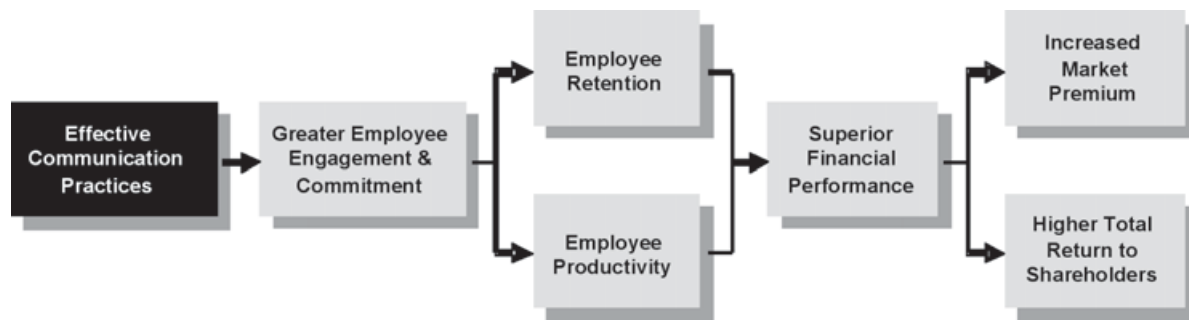 Effective
Communication
Practices
Greater Employee
Engagement &
Commitment
Employee
Retention
Employee
Productivity
Superior
Financial
Performance
Increased
Market
Premium
Higher Total
Return to
Shareholders